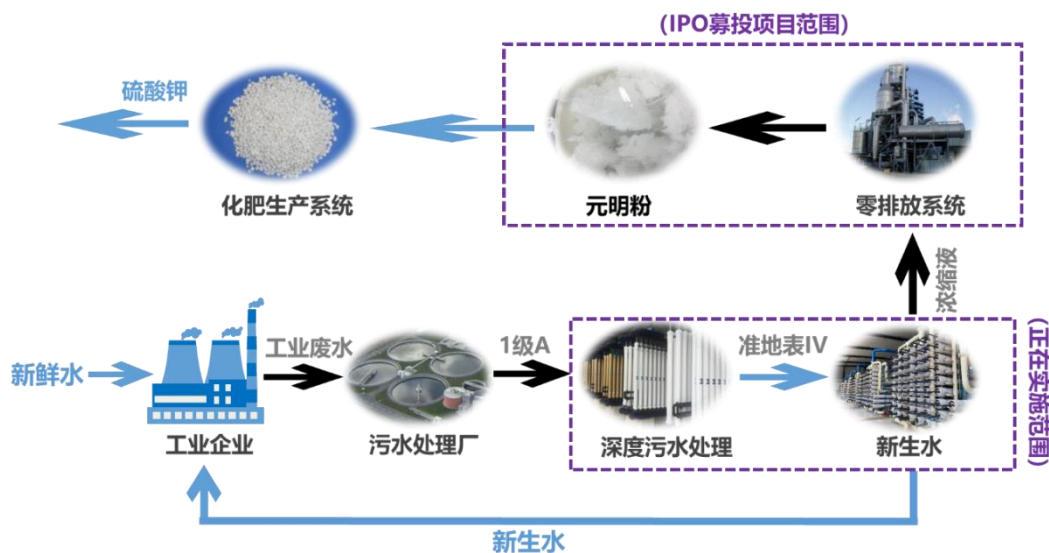 (IPO募投项目范围)
硫酸钾
化肥生产系统
元明粉
零排放系统
浓缩液
新鲜水
工业废水
1级A
准地表IV
(正在实施范围)
工业企业
污水处理厂
深度污水处理
新生水
新生水